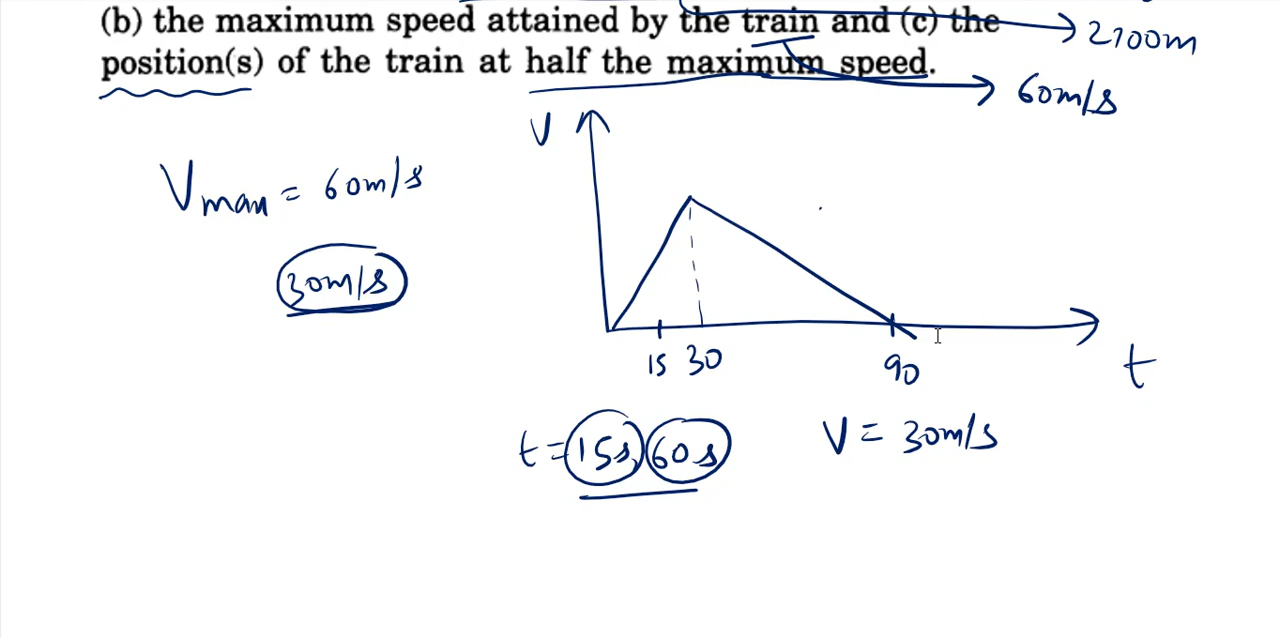 (b) the maximum speed attained by the train and (c) the
position(s) of the train at half the maximum speed.
2700m
60m/s
V
Vmax = 60m/s
30m/s
15 30
90
t
t = 15s, 60s
V = 30m/s